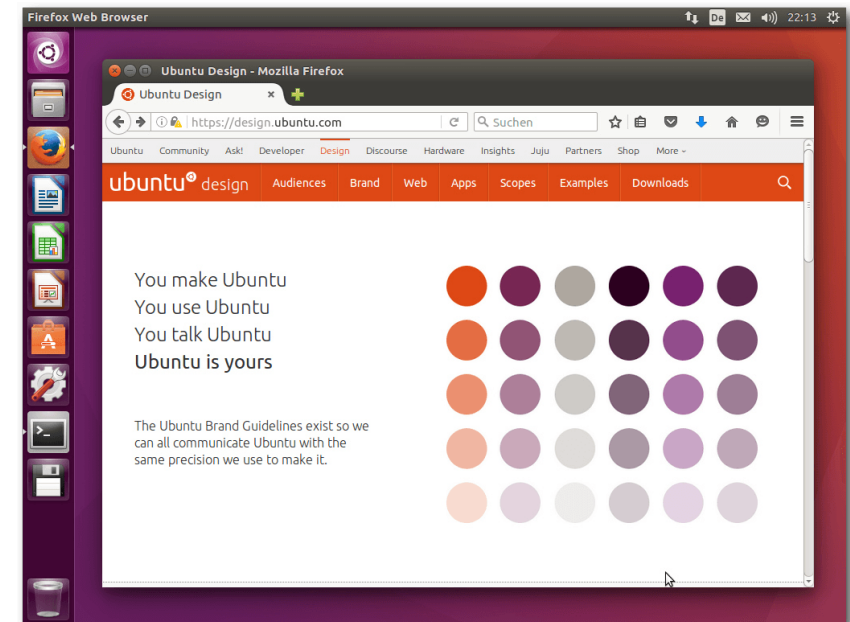 Firefox Web Browser
De
22:13
Ubuntu Design - Mozilla Firefox
Ubuntu Design
https://design.ubuntu.com
Suchen
Ubuntu Community Ask! Developer Design Discourse Hardware Insights Juju Partners Shop More
ubuntu design Audiences Brand Web Apps Scopes Examples Downloads
You make Ubuntu
You use Ubuntu
You talk Ubuntu
Ubuntu is yours
The Ubuntu Brand Guidelines exist so we
can all communicate Ubuntu with the
same precision we use to make it.